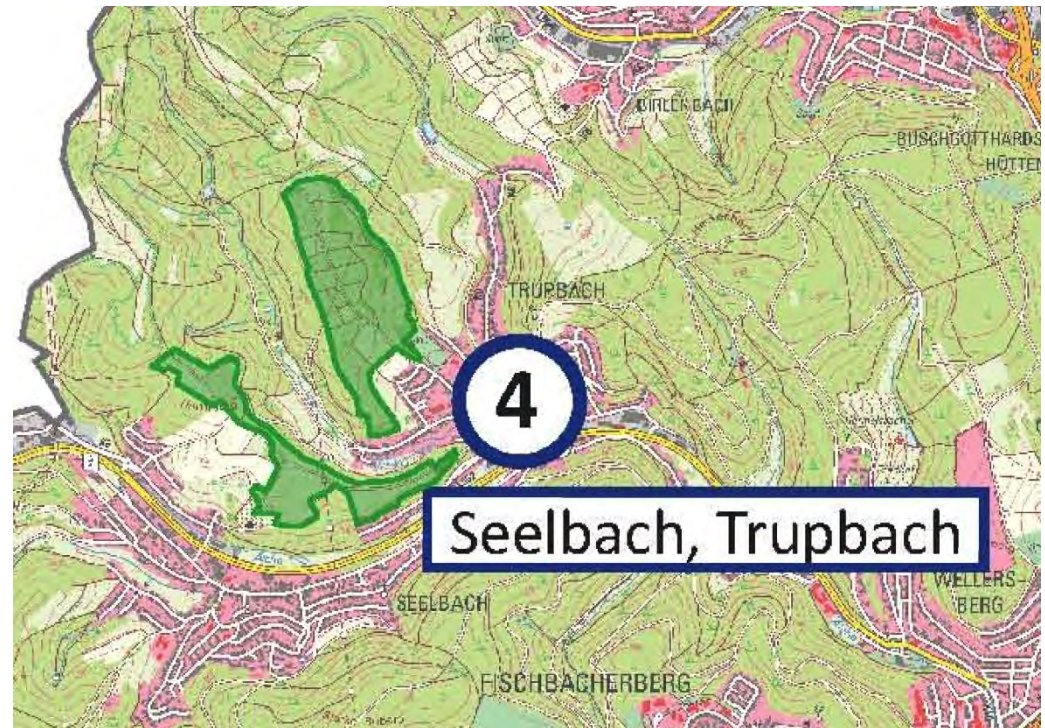 BIRLENBACH
BUSCHGOTTHARDS-
HÜTTEN
TRUPBACH
4
Seelbach, Trupbach
WELLERS-
BERG
SEELBACH
FISCHBACHERBERG